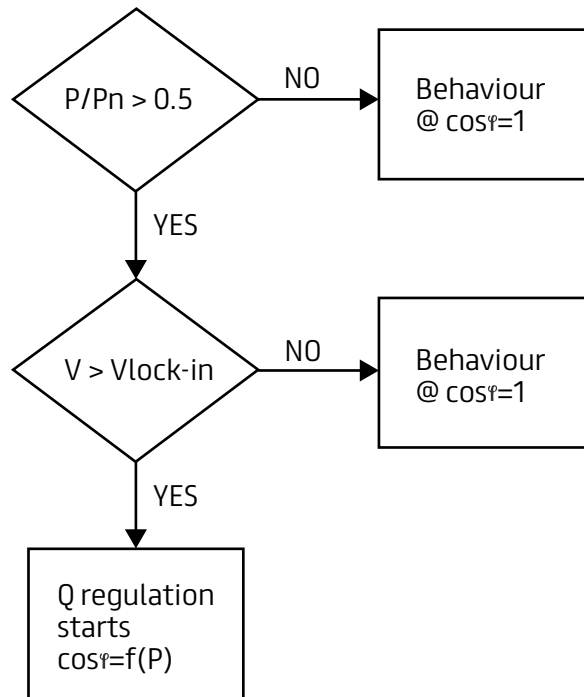 P/Pn > 0.5
NO
Behaviour
@ cosφ=1
YES
V > Vlock-in
NO
Behaviour
@ cosφ=1
YES
Q regulation
starts
cosφ=f(P)